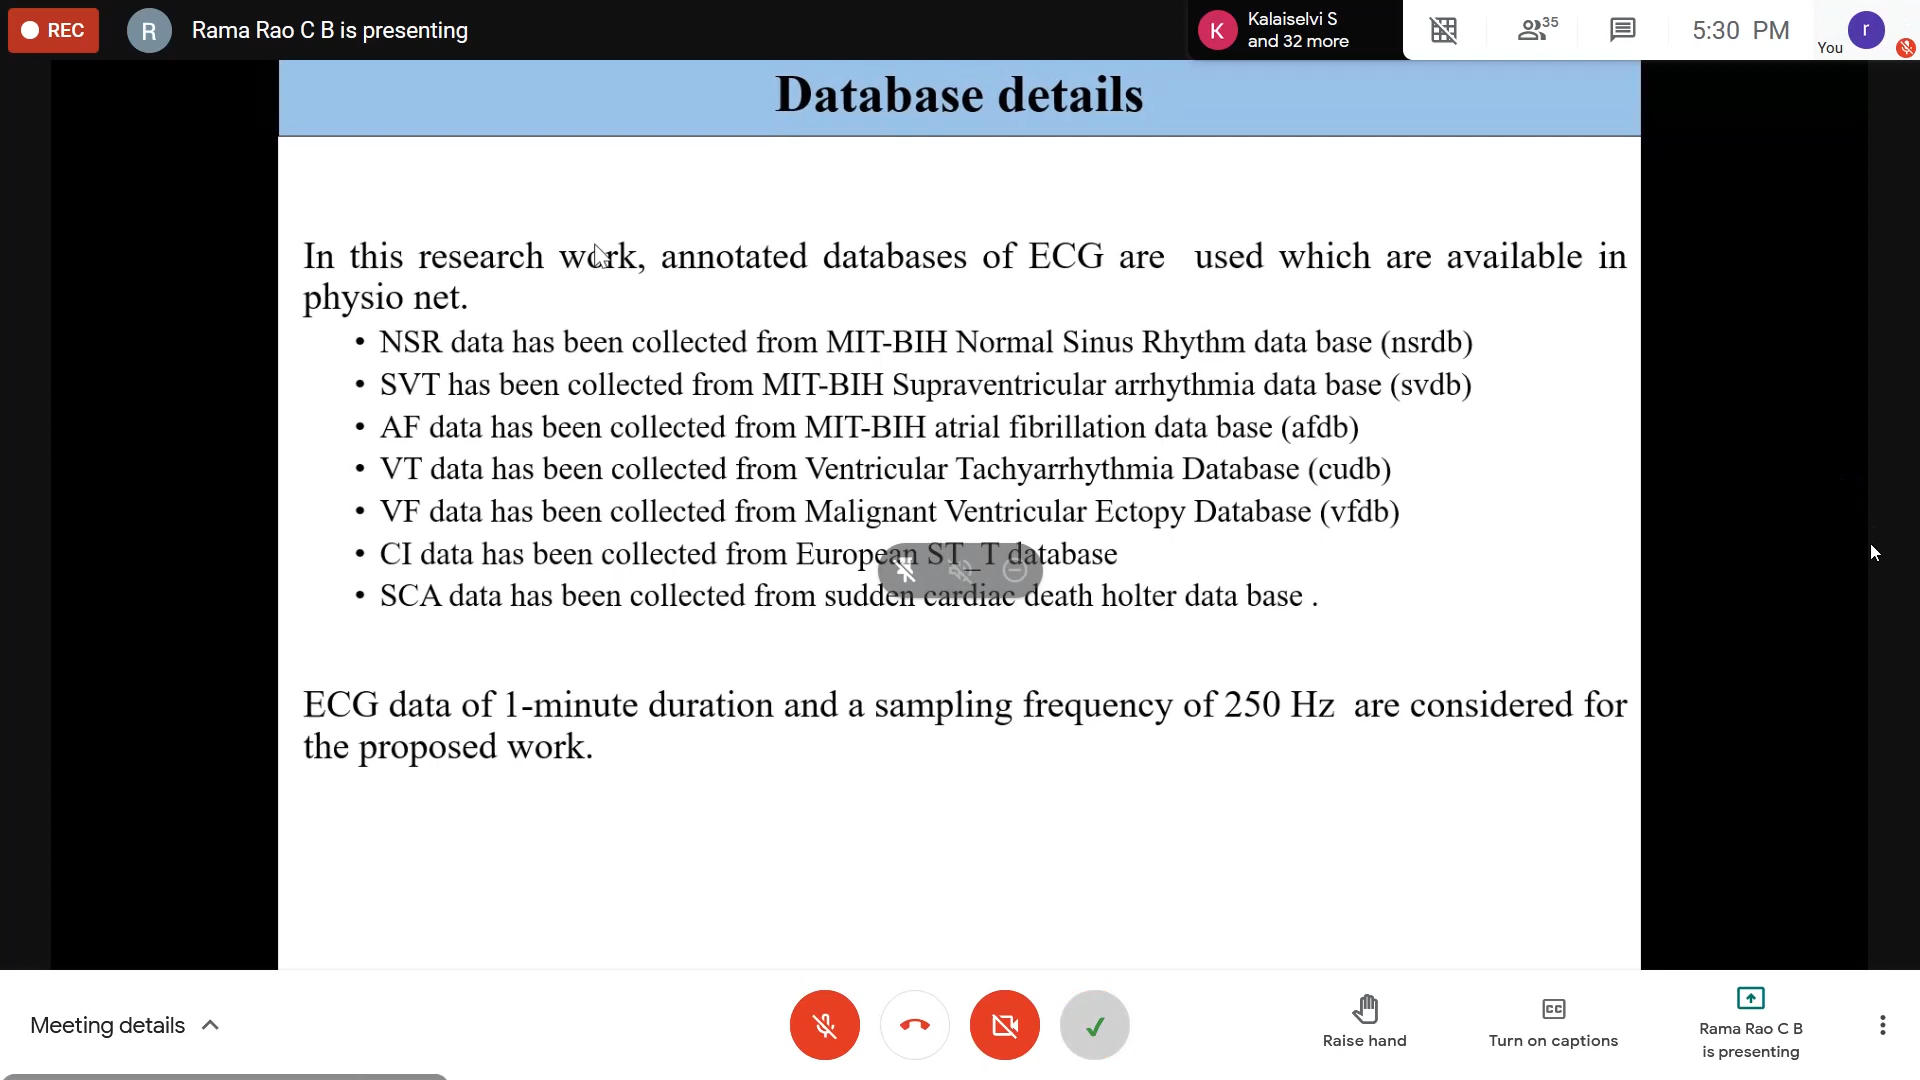 REC
R
Rama Rao C B is presenting
K
Kalaiselvi S
and 32 more
35
5:30 PM
You
r
Database details
In this research work, annotated databases of ECG are used which are available in
physio net.
• NSR data has been collected from MIT-BIH Normal Sinus Rhythm data base (nsrdb)
• SVT has been collected from MIT-BIH Supraventricular arrhythmia data base (svdb)
• AF data has been collected from MIT-BIH atrial fibrillation data base (afdb)
• VT data has been collected from Ventricular Tachyarrhythmia Database (cudb)
• VF data has been collected from Malignant Ventricular Ectopy Database (vfdb)
• CI data has been collected from European ST_T database
• SCA data has been collected from sudden cardiac death holter data base .
ECG data of 1-minute duration and a sampling frequency of 250 Hz are considered for
the proposed work.
Meeting details
Raise hand
CC
Turn on captions
Rama Rao C B
is presenting